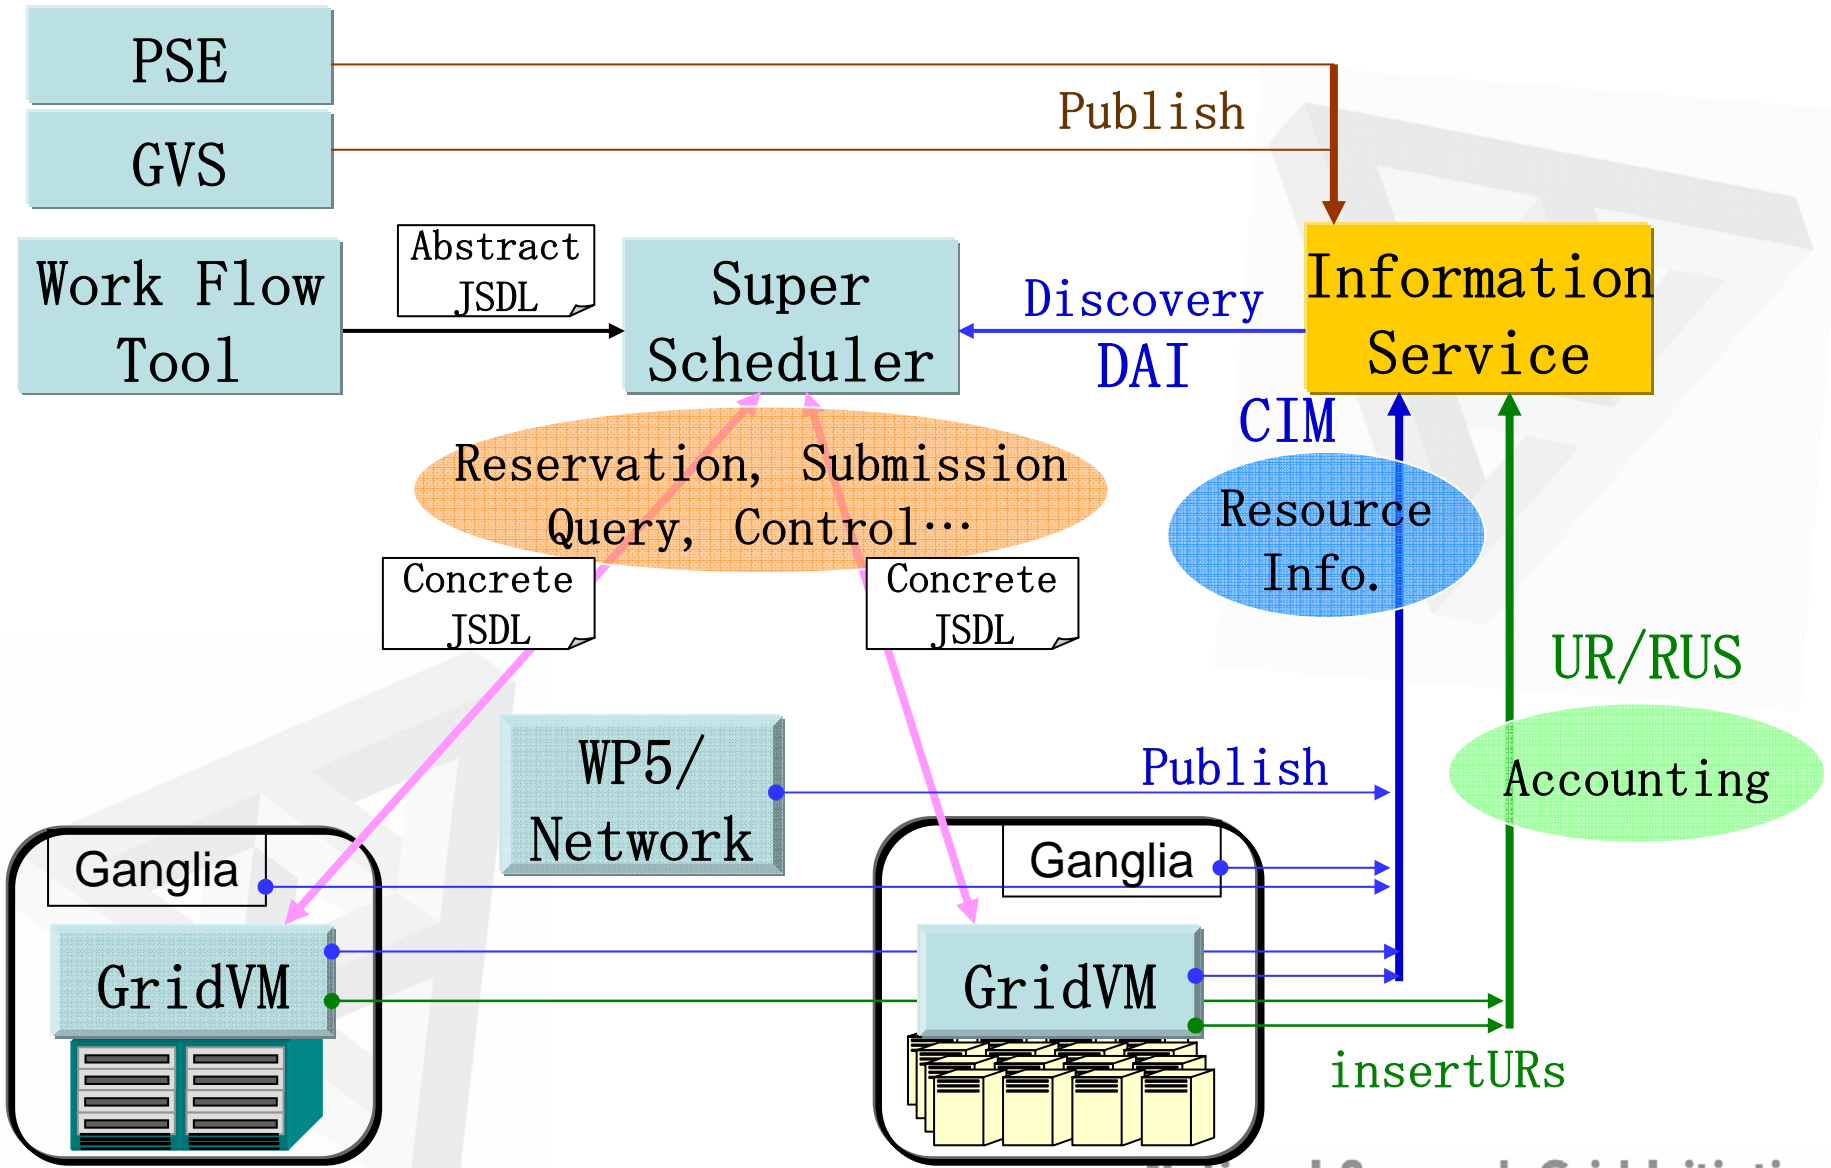 PSE
Publish
GVS
Abstract
JSDL
Work Flow
Tool
Super
Scheduler
Discovery
DAI
Information
Service
CIM
Reservation, Submission
Query, Control…
Resource
Info.
Concrete
JSDL
Concrete
JSDL
UR/RUS
WP5/
Network
Publish
Accounting
Ganglia
Ganglia
GridVM
GridVM
insertURs